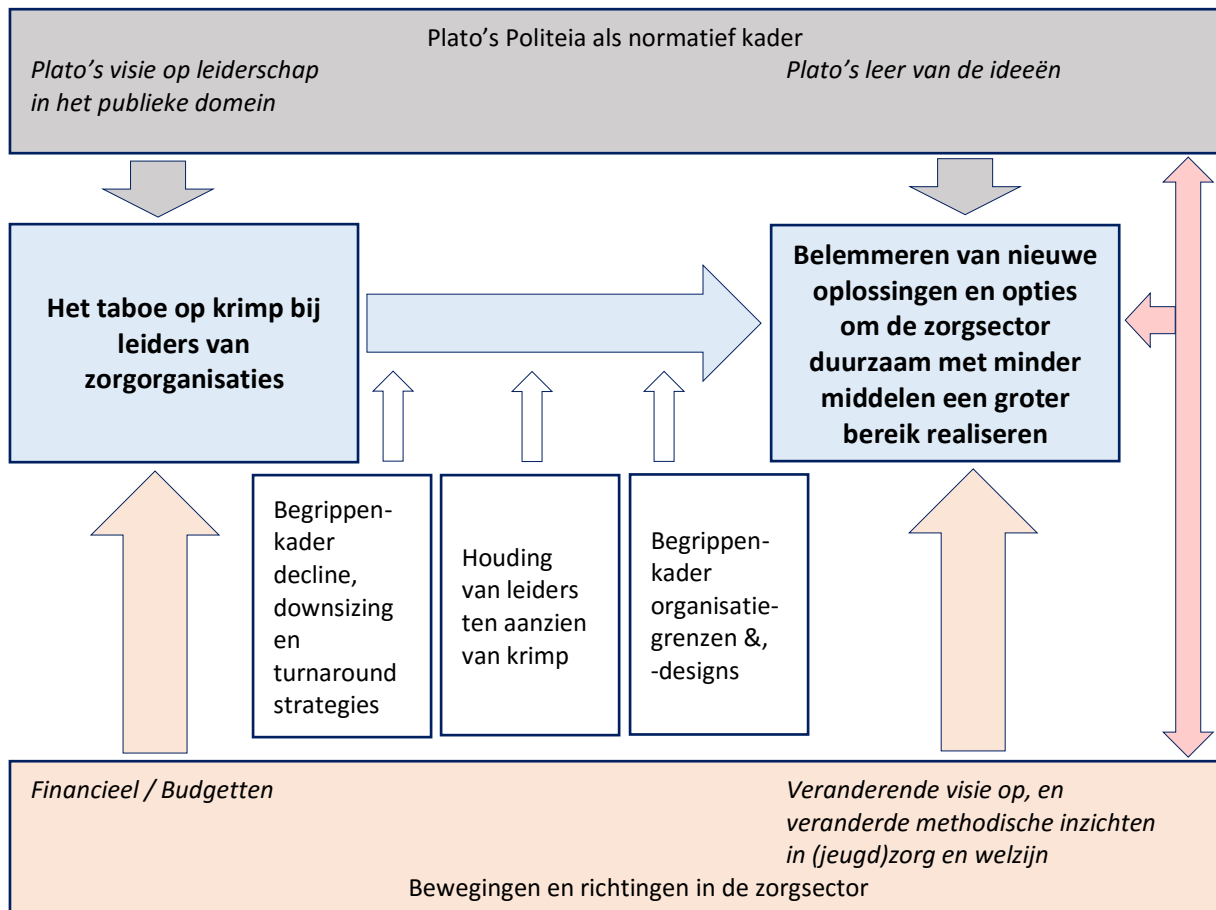 Plato’s Politeia als normatief kader
Plato’s visie op leiderschap
in het publieke domein
Plato’s leer van de ideeën
Het taboe op krimp bij
leiders van
zorgorganisaties
Belemmeren van nieuwe
oplossingen en opties
om de zorgsector
duurzaam met minder
middelen een groter
bereik realiseren
Begrippen-
kader
decline,
downsizing
en
turnaround
strategies
Houding
van leiders
ten aanzien
van krimp
Begrippen-
kader
organisatie-
grenzen &,
-designs
Financieel / Budgetten
Veranderende visie op, en
veranderde methodische inzichten
in (jeugd)zorg en welzijn
Bewegingen en richtingen in de zorgsector